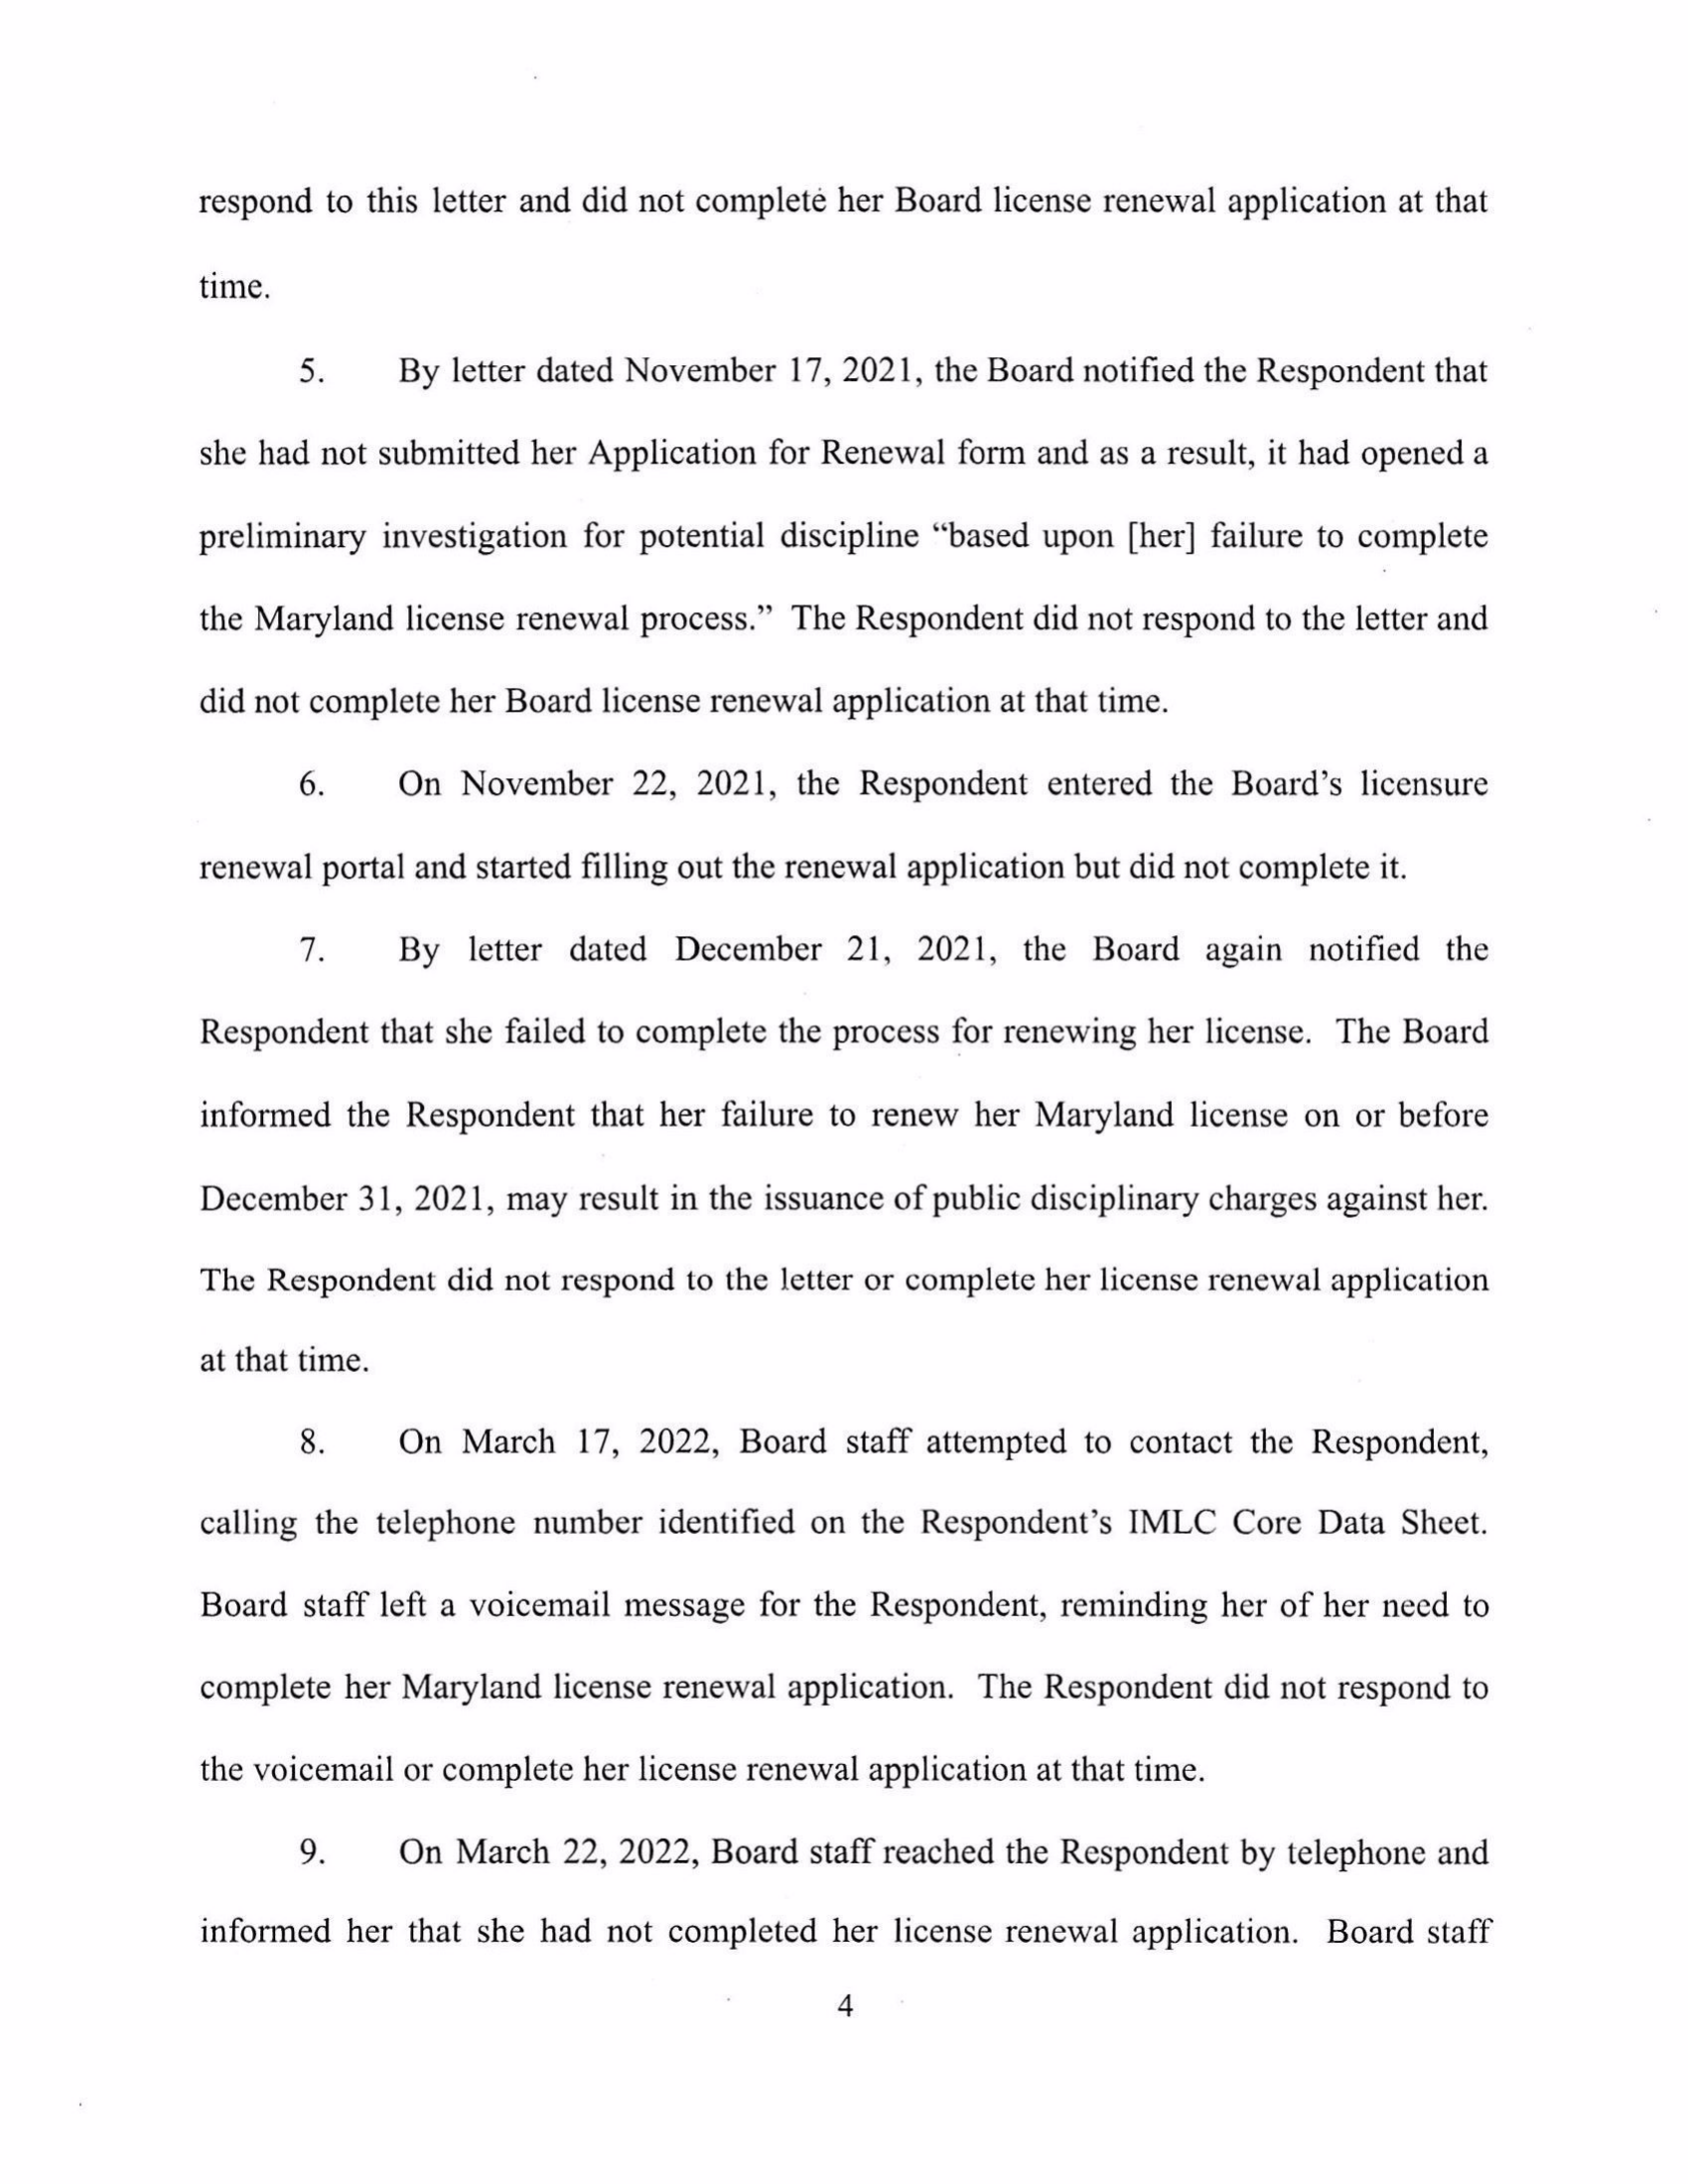 respond to this letter and did not complete her Board license renewal application at that
time.
5. By letter dated November 17, 2021, the Board notified the Respondent that
she had not submitted her Application for Renewal form and as a result, it had opened a
preliminary investigation for potential discipline “based upon [her] failure to complete
the Maryland license renewal process.” The Respondent did not respond to the letter and
did not complete her Board license renewal application at that time.
6. On November 22, 2021, the Respondent entered the Board’s licensure
renewal portal and started filling out the renewal application but did not complete it.
7. By letter dated December 21, 2021, the Board again notified the
Respondent that she failed to complete the process for renewing her license. The Board
informed the Respondent that her failure to renew her Maryland license on or before
December 31, 2021, may result in the issuance of public disciplinary charges against her.
The Respondent did not respond to the letter or complete her license renewal application
at that time.
8. On March 17, 2022, Board staff attempted to contact the Respondent,
calling the telephone number identified on the Respondent’s IMLC Core Data Sheet.
Board staff left a voicemail message for the Respondent, reminding her of her need to
complete her Maryland license renewal application. The Respondent did not respond to
the voicemail or complete her license renewal application at that time.
9. On March 22, 2022, Board staff reached the Respondent by telephone and
informed her that she had not completed her license renewal application. Board staff
4